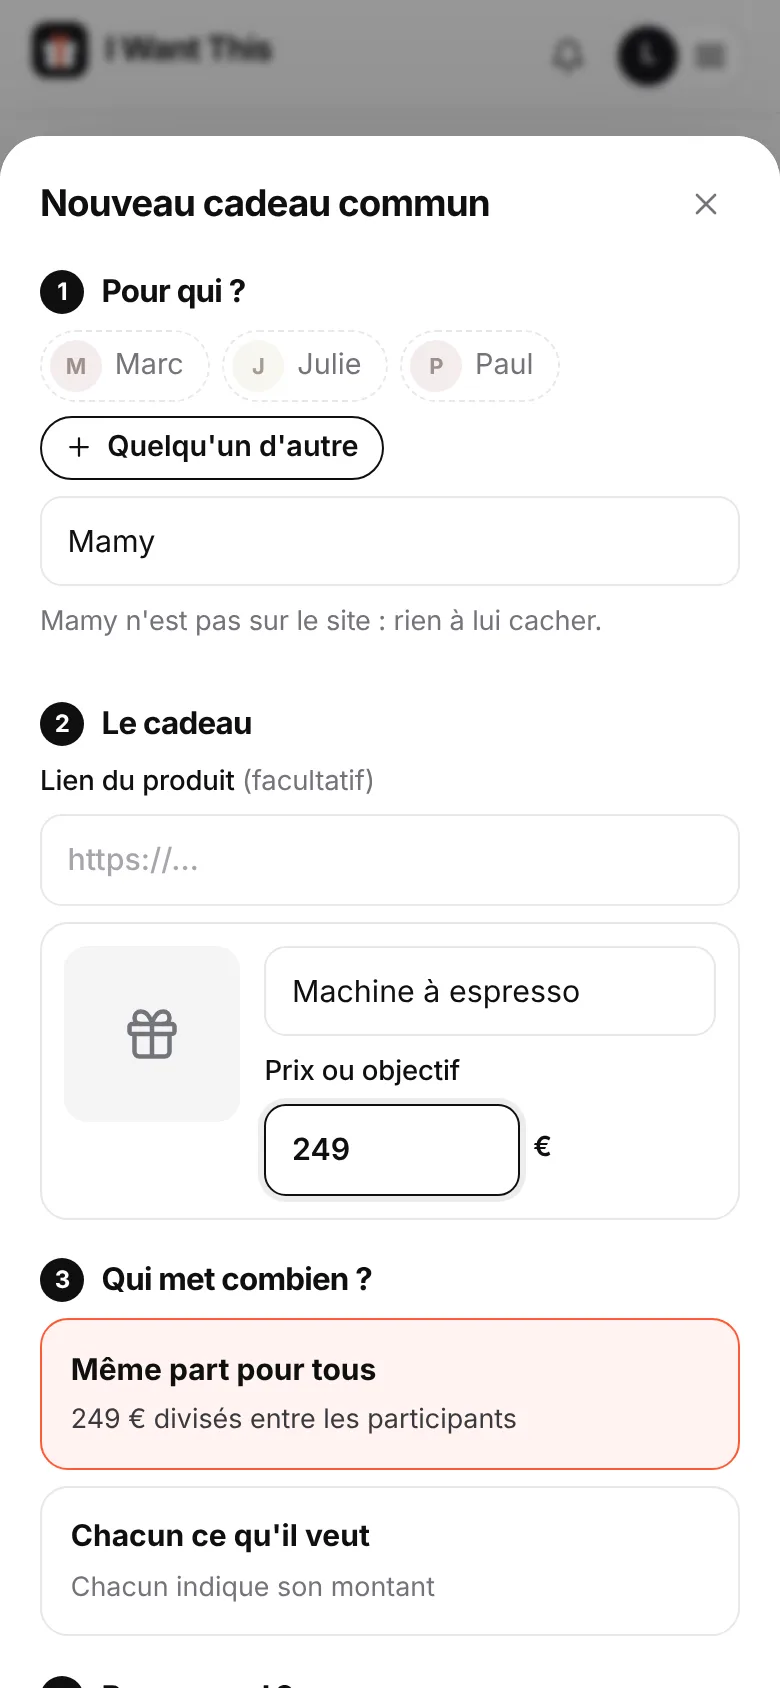 I Want This
L
Nouveau cadeau commun
1 Pour qui ?
M Marc J Julie P Paul
+ Quelqu'un d'autre
Mamy
Mamy n'est pas sur le site : rien à lui cacher.
2 Le cadeau
Lien du produit (facultatif)
https://...
Machine à espresso
Prix ou objectif
249 €
3 Qui met combien ?
Même part pour tous
249 € divisés entre les participants
Chacun ce qu'il veut
Chacun indique son montant